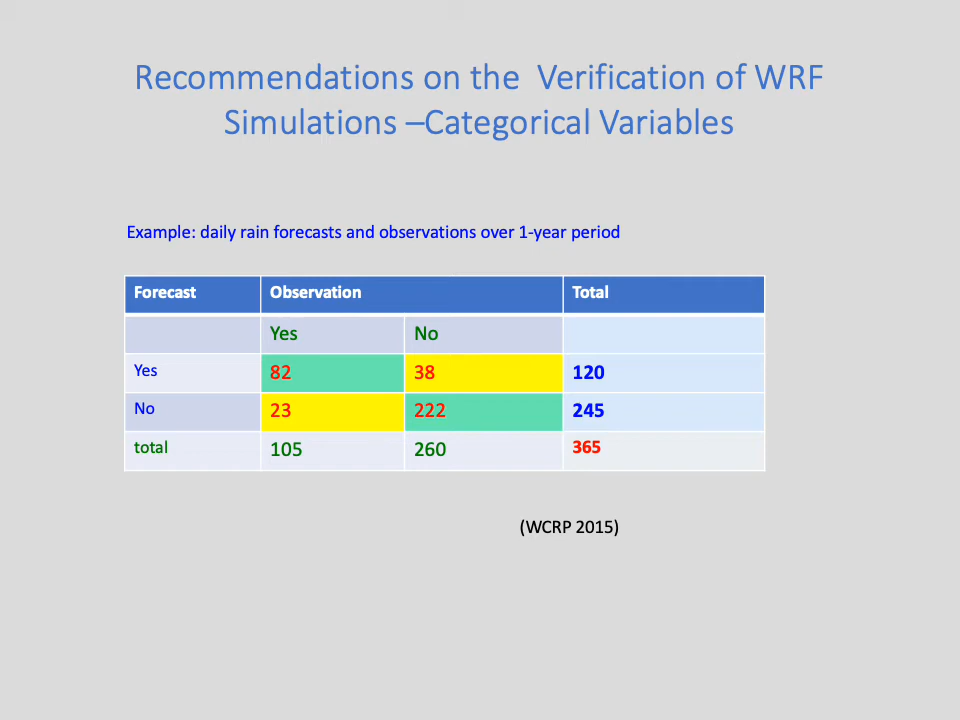 Recommendations on the  Verification of WRF
Simulations –Categorical Variables
Example: daily rain forecasts and observations over 1-year period
Forecast Observation Total
Yes No
Yes 82 38 120
No 23 222 245
total 105 260 365
(WCRP 2015)